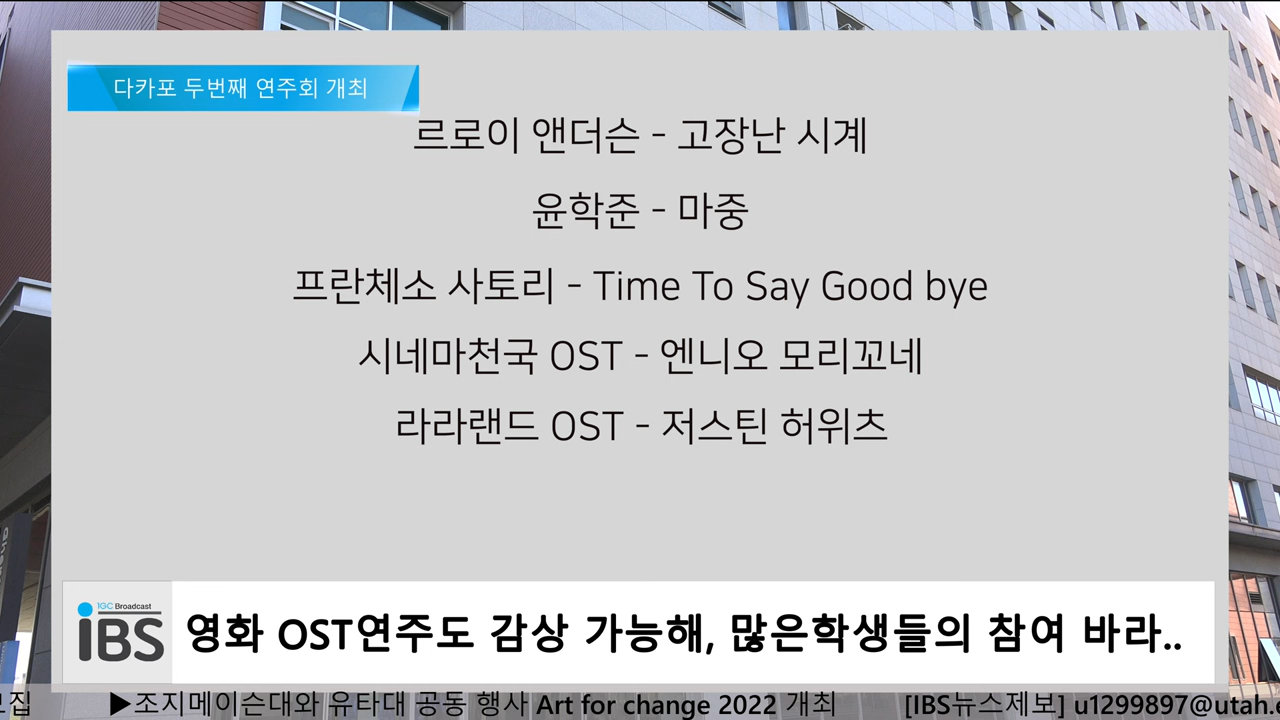 다카포 두번째 연주회 개최
르로이 앤더슨 - 고장난 시계
윤학준 - 마중
프란체소 사토리 - Time To Say Good bye
시네마천국 OST - 엔니오 모리꼬네
라라랜드 OST - 저스틴 허위츠
IGC Broadcast
iBS
영화 OST연주도 감상 가능해, 많은학생들의 참여 바라..
집 ▶조지메이슨대와 유타대 공동 행사 Art for change 2022 개최 [IBS뉴스제보] u1299897@utah.e